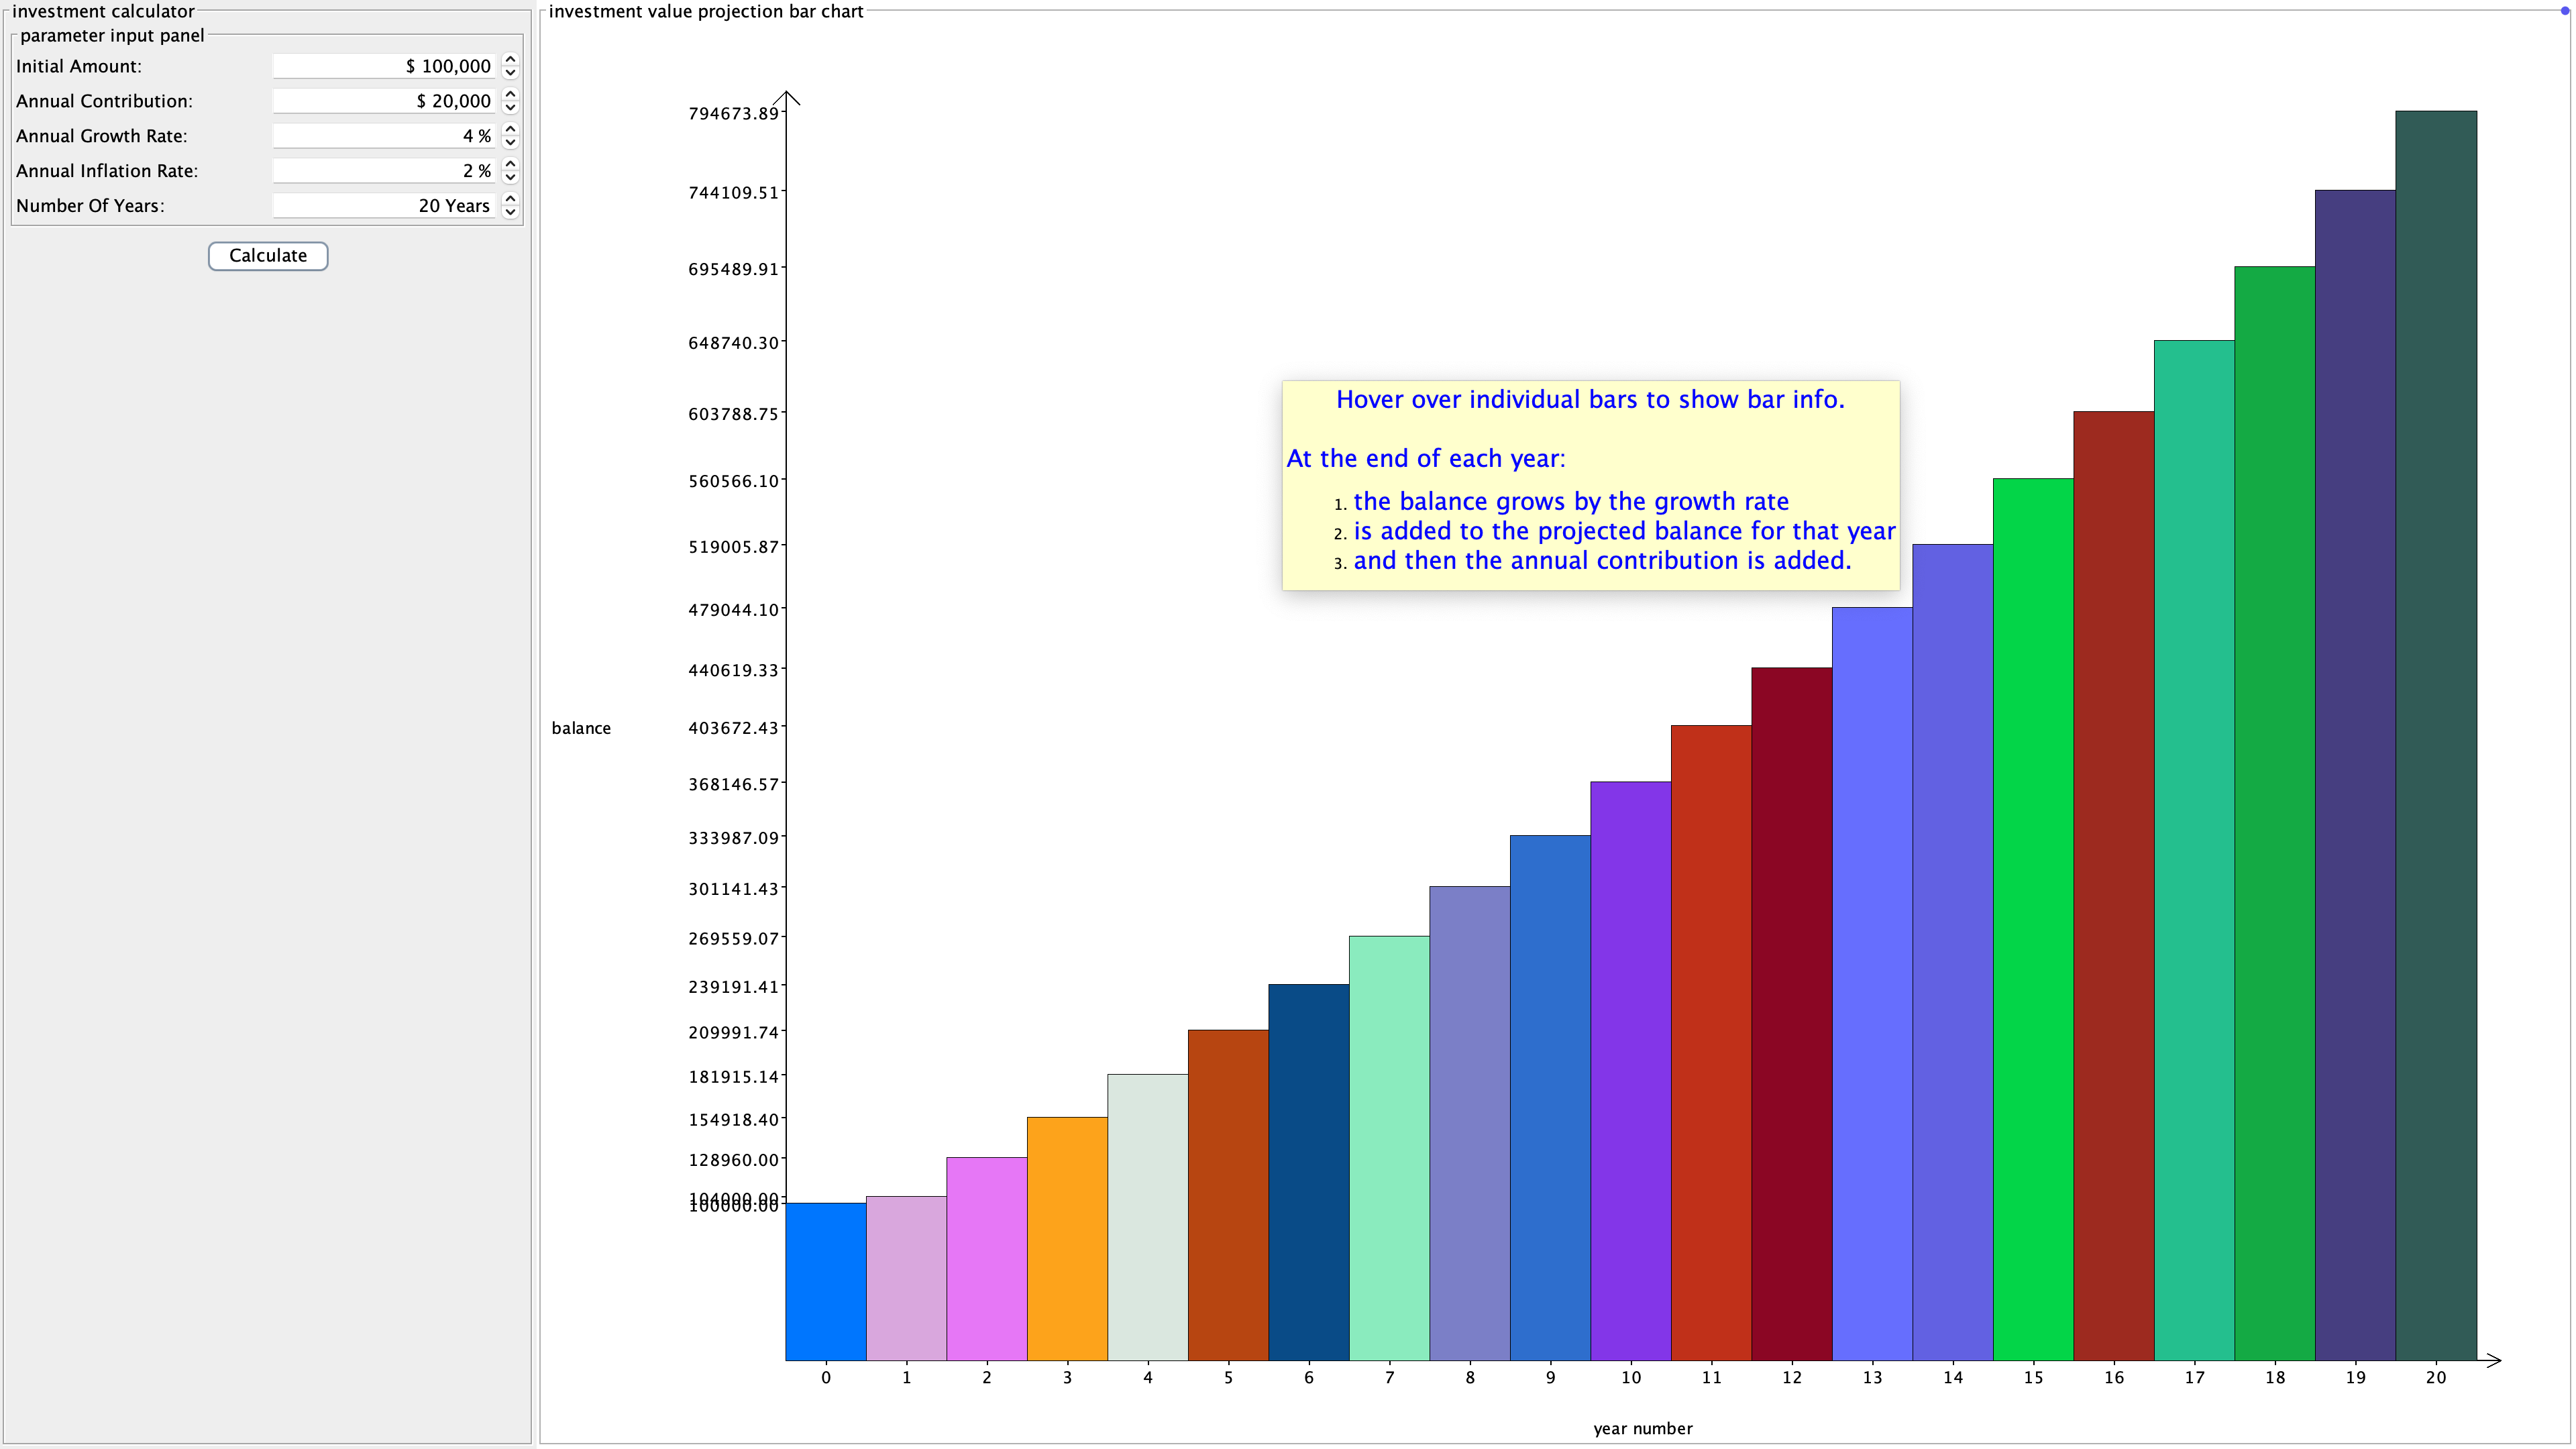 investment calculator
parameter input panel
Initial Amount: $ 100,000
Annual Contribution: $ 20,000
Annual Growth Rate: 4 %
Annual Inflation Rate: 2 %
Number Of Years: 20 Years
Calculate
investment value projection bar chart
794673.89
744109.51
695489.91
648740.30
603788.75
560566.10
519005.87
479044.10
440619.33
403672.43
368146.57
333987.09
301141.43
269559.07
239191.41
209991.74
181915.14
154918.40
128960.00
104000.00
100000.00
balance
Hover over individual bars to show bar info.
At the end of each year:
1. the balance grows by the growth rate
2. is added to the projected balance for that year
3. and then the annual contribution is added.
0 1 2 3 4 5 6 7 8 9 10 11 12 13 14 15 16 17 18 19 20
year number